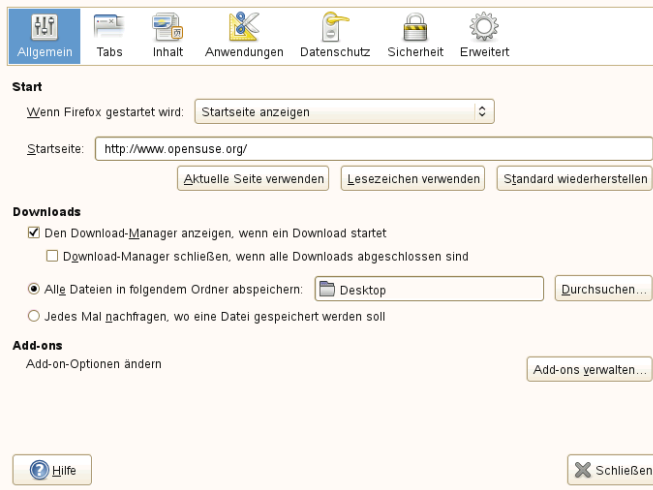 Allgemein Tabs Inhalt Anwendungen Datenschutz Sicherheit Erweitert
Start
Wenn Firefox gestartet wird: Startseite anzeigen
Startseite: http://www.opensuse.org/
Aktuelle Seite verwenden Lesezeichen verwenden Standard wiederherstellen
Downloads
Den Download-Manager anzeigen, wenn ein Download startet
Download-Manager schließen, wenn alle Downloads abgeschlossen sind
Alle Dateien in folgendem Ordner abspeichern: Desktop Durchsuchen...
Jedes Mal nachfragen, wo eine Datei gespeichert werden soll
Add-ons
Add-on-Optionen ändern
Add-ons verwalten...
Hilfe Schließen